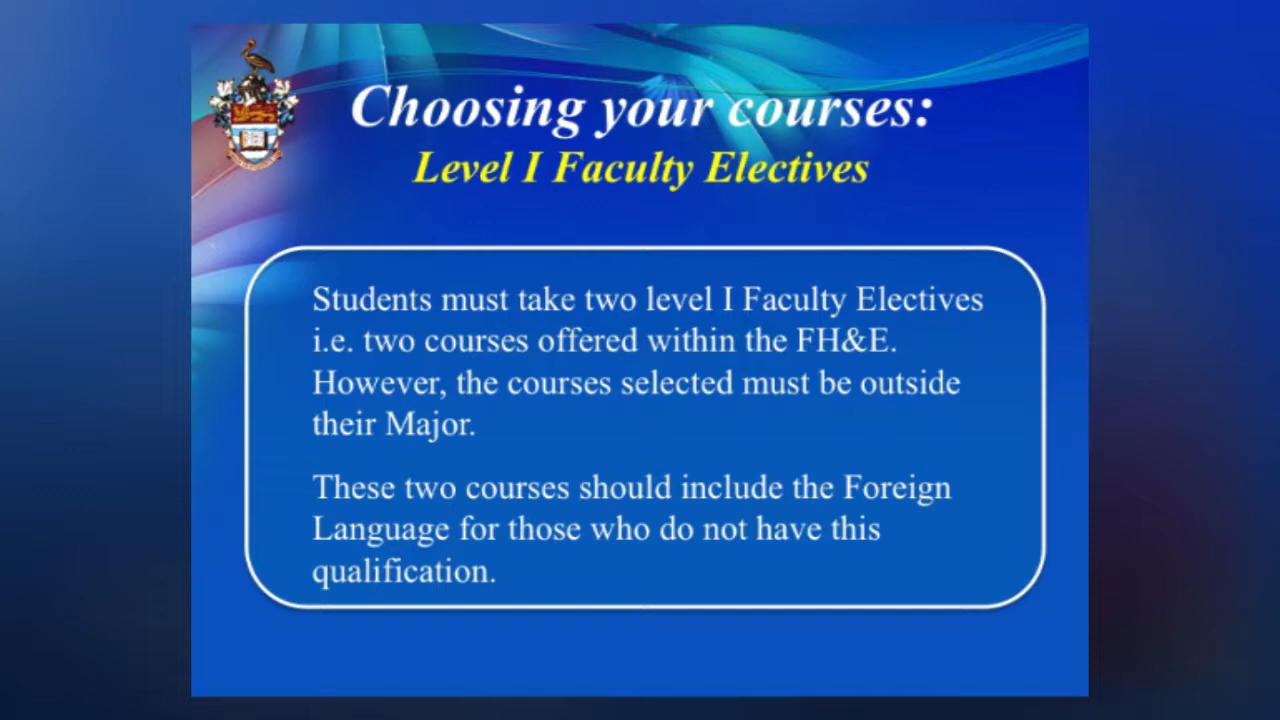 Choosing your courses:
Level I Faculty Electives
Students must take two level I Faculty Electives
i.e. two courses offered within the FH&E.
However, the courses selected must be outside
their Major.
These two courses should include the Foreign
Language for those who do not have this
qualification.